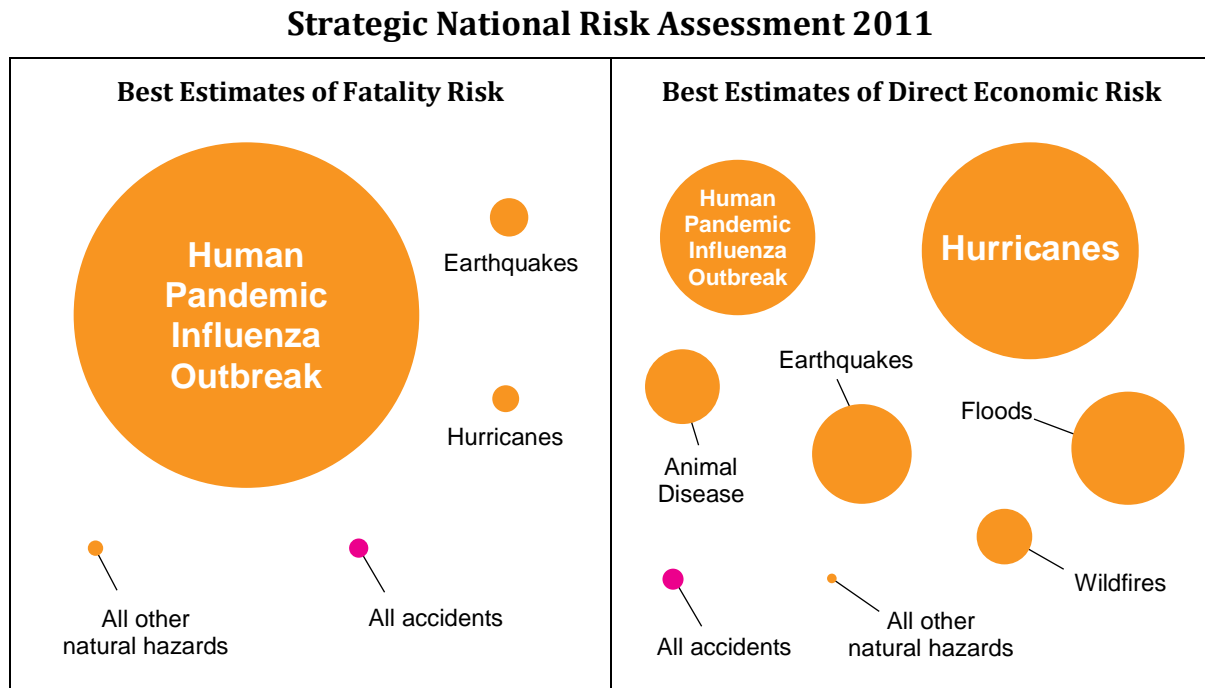 Strategic National Risk Assessment 2011
Best Estimates of Fatality Risk
Human
Pandemic
Influenza
Outbreak
Earthquakes
Hurricanes
All other
natural hazards
All accidents
Best Estimates of Direct Economic Risk
Human
Pandemic
Influenza
Outbreak
Hurricanes
Animal
Disease
Earthquakes
Floods
Wildfires
All accidents
All other
natural hazards